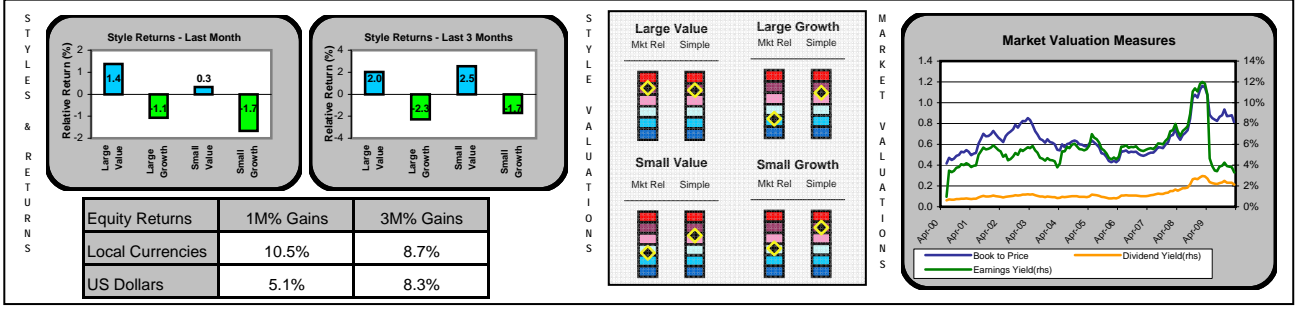 STYLES & RETURNS
Style Returns - Last Month
Relative Return (%)
2
1
0
-1
-2
1.4
-1.1
0.3
-1.7
Large Value
Large Growth
Small Value
Small Growth
Style Returns - Last 3 Months
Relative Return (%)
4
2
0
-2
-4
2.0
-2.3
2.5
-1.7
Large Value
Large Growth
Small Value
Small Growth
Equity Returns 1M% Gains 3M% Gains
Local Currencies 10.5% 8.7%
US Dollars 5.1% 8.3%
STYLE VALUATIONS
Large Value
Mkt Rel Simple
Large Growth
Mkt Rel Simple
Small Value
Mkt Rel Simple
Small Growth
Mkt Rel Simple
MARKET VALUATIONS
Market Valuation Measures
1.4
1.2
1.0
0.8
0.6
0.4
0.2
0.0
14%
12%
10%
8%
6%
4%
2%
0%
Apr-00
Apr-01
Apr-02
Apr-03
Apr-04
Apr-05
Apr-06
Apr-07
Apr-08
Apr-09
Book to Price
Dividend Yield(rhs)
Earnings Yield(rhs)